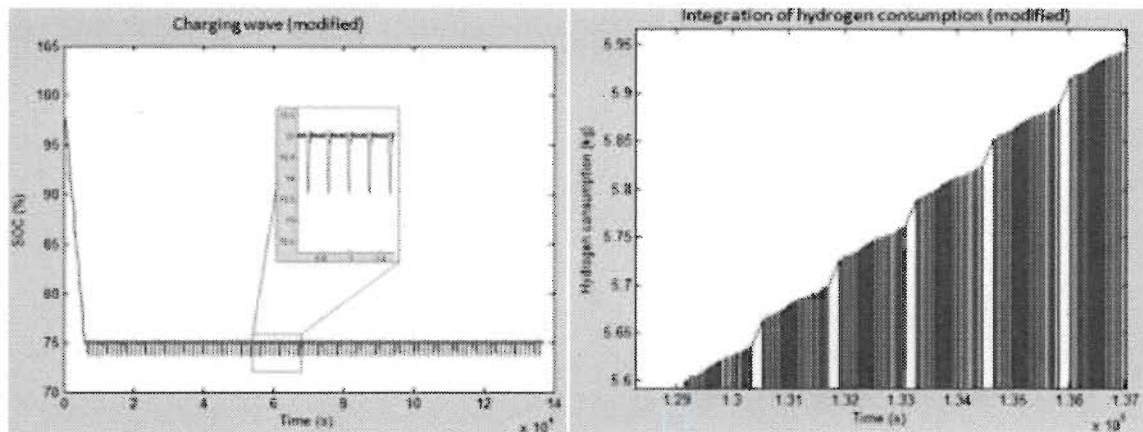 Charging wave (modified)
105
100
95
90
85
80
75
70
SOC (%)
0 2 4 6 8 10 12 14
Time (s)
x 10⁴
Integration of hydrogen consumption (modified)
5.95
5.9
5.85
5.8
5.75
5.7
5.65
5.6
Hydrogen consumption (kg)
1.29 1.3 1.31 1.32 1.33 1.34 1.35 1.36 1.37
Time (s)
x 10⁵